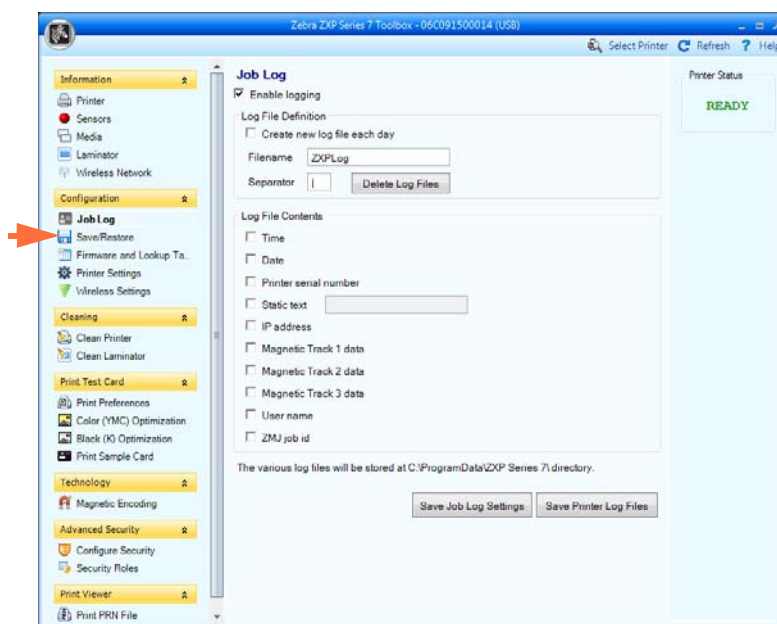 Zebra ZXP Series 7 Toolbox - 06C091500014 (USB)
Select Printer Refresh ? Help
Information
Printer
Sensors
Media
Laminator
Wireless Network
Configuration
Job Log
Save/Restore
Firmware and Lookup Ta..
Printer Settings
Wireless Settings
Cleaning
Clean Printer
Clean Laminator
Print Test Card
Print Preferences
Color (YMC) Optimization
Black (K) Optimization
Print Sample Card
Technology
Magnetic Encoding
Advanced Security
Configure Security
Security Roles
Print Viewer
Print PRN File
Job Log
Enable logging
Log File Definition
Create new log file each day
Filename ZXPLog
Separator | Delete Log Files
Log File Contents
Time
Date
Printer serial number
Static text
IP address
Magnetic Track 1 data
Magnetic Track 2 data
Magnetic Track 3 data
User name
ZMJ job id
The various log files will be stored at C:\ProgramData\ZXP Series 7\ directory.
Save Job Log Settings Save Printer Log Files
Printer Status
READY